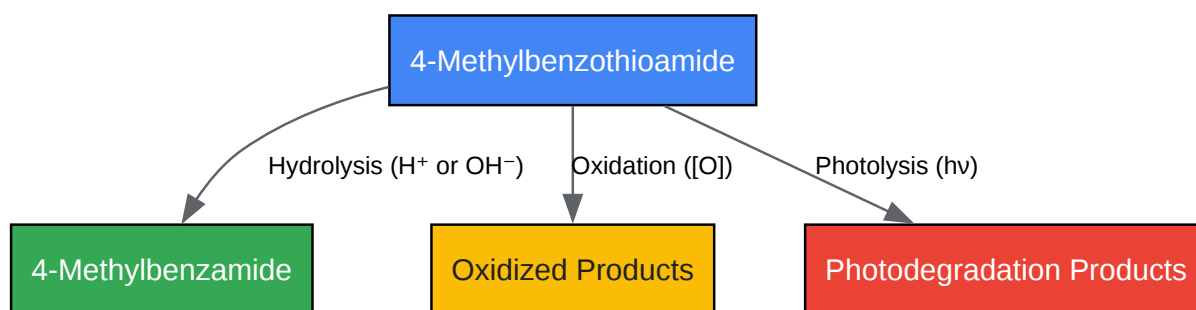 4-Methylbenzothioamide
Hydrolysis (H⁺ or OH⁻)
Oxidation ([O])
Photolysis (hν)
4-Methylbenzamide
Oxidized Products
Photodegradation Products